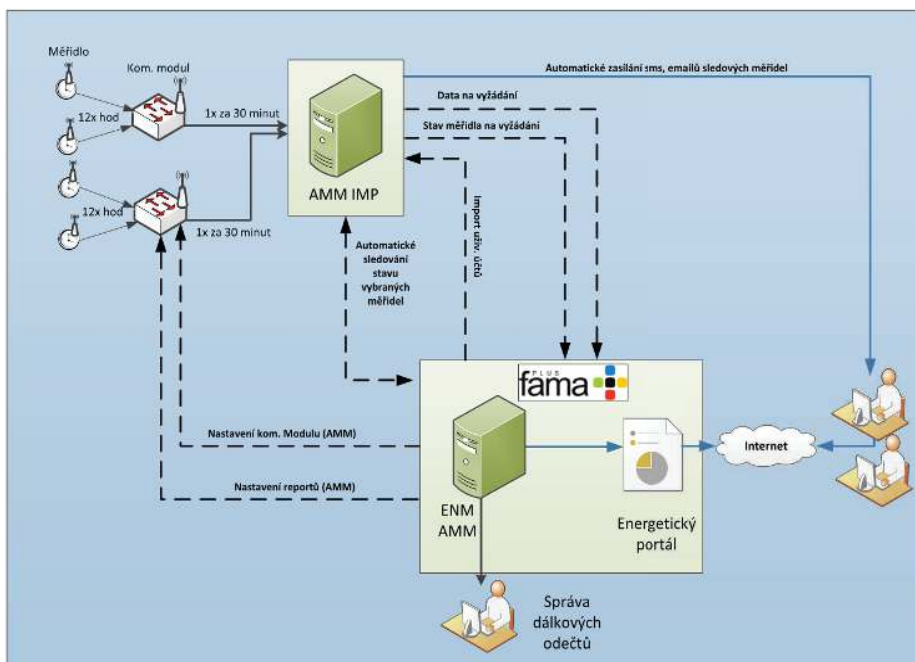 Měřidlo
Kom. modul
12x hod
1x za 30 minut
12x hod
1x za 30 minut
AMM IMP
Automatické zasílání sms, emailů sledových měřidel
Data na vyžádání
Stav měřidla na vyžádání
Import uživ. účtů
Automatické
sledování
stavu
vybraných
měřidel
PLUS
fama
Nastavení kom. Modulu (AMM)
Nastavení reportů (AMM)
ENM
AMM
Energetický
portál
Internet
Správa
dálkových
odečtů